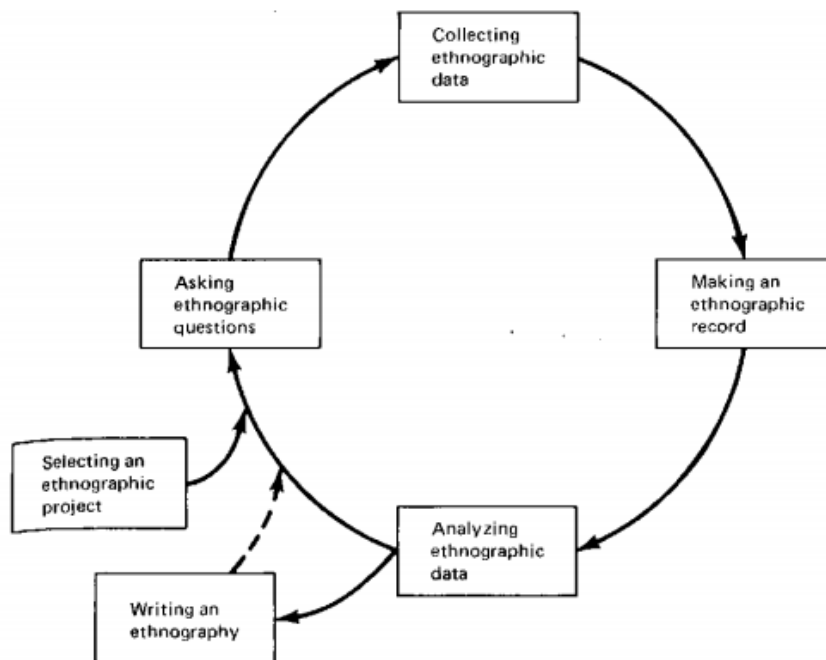 Collecting
ethnographic
data
Asking
ethnographic
questions
Making an
ethnographic
record
Selecting an
ethnographic
project
Analyzing
ethnographic
data
Writing an
ethnography